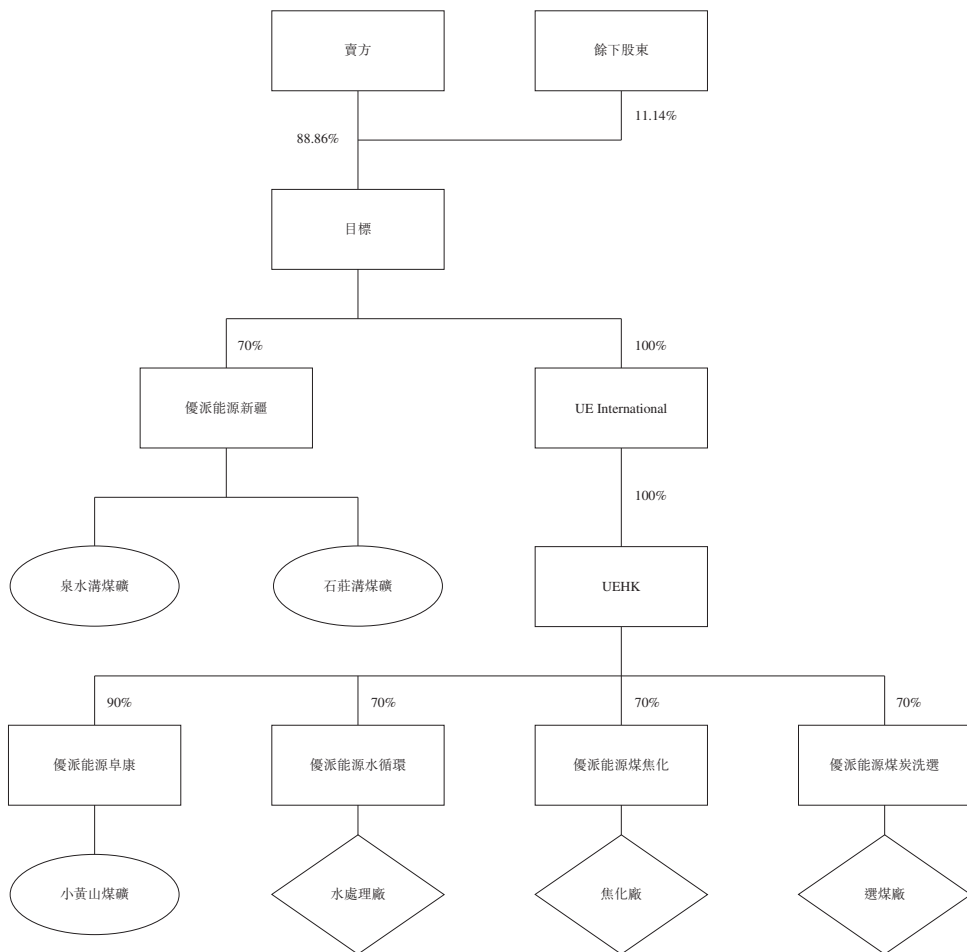 賣方
餘下股東
88.86%
11.14%
目標
70%
100%
優派能源新疆
UE International
100%
泉水溝煤礦
石莊溝煤礦
UEHK
90%
70%
70%
70%
優派能源阜康
優派能源水循環
優派能源煤焦化
優派能源煤炭洗選
小黃山煤礦
水處理廠
焦化廠
選煤廠